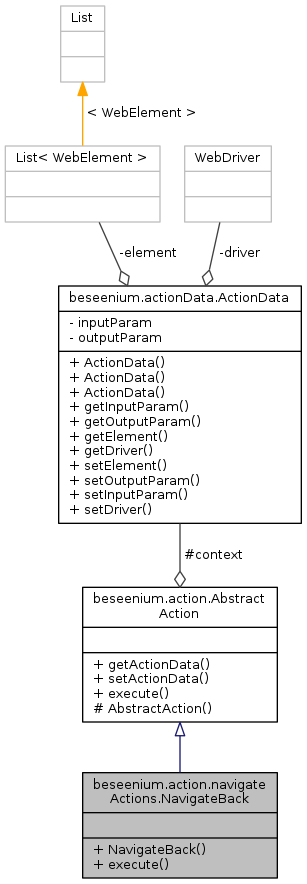 List
< WebElement >
List< WebElement >
WebDriver
-element
-driver
beseenium.actionData.ActionData
- inputParam
- outputParam
+ ActionData()
+ ActionData()
+ ActionData()
+ getInputParam()
+ getOutputParam()
+ getElement()
+ getDriver()
+ setElement()
+ setOutputParam()
+ setInputParam()
+ setDriver()
#context
beseenium.action.Abstract
Action
+ getActionData()
+ setActionData()
+ execute()
# AbstractAction()
beseenium.action.navigate
Actions.NavigateBack
+ NavigateBack()
+ execute()